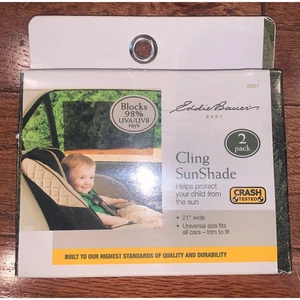 Blocks
98%
UVA/UVB
rays
Eddie Bauer
BABY
2
pack
Cling
SunShade
Helps protect
your child from
the sun
CRASH
TESTED
• 21" wide
• Universal size fits
all cars – trim to fit
BUILT TO OUR HIGHEST STANDARDS OF QUALITY AND DURABILITY